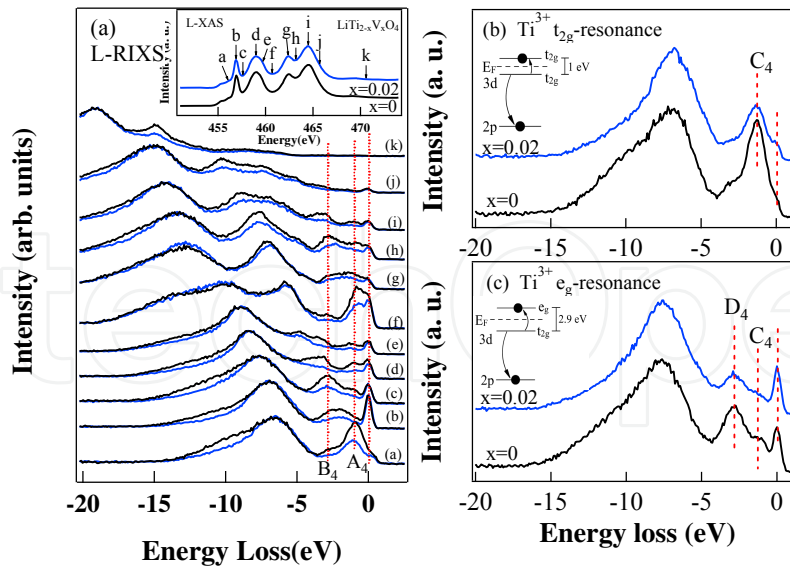 (a)
L-RIXS
L-XAS
LiTi2-xVxO4
Intensity(a. u.)
a
b
c
d
e
f
g
h
i
j
k
x=0.02
x=0
455
460
465
470
Energy(eV)
Intensity (arb. units)
(k)
(j)
(i)
(h)
(g)
(f)
(e)
(d)
(c)
(b)
(a)
B4
A4
-20
-15
-10
-5
0
Energy Loss(eV)
(b) Ti3+ t2g-resonance
Intensity (a. u.)
t2g
EF
1 eV
3d
t2g
2p
x=0.02
x=0
C4
-20
-15
-10
-5
0
(c) Ti3+ eg-resonance
Intensity (a. u.)
eg
EF
2.9 eV
3d
t2g
2p
x=0.02
x=0
D4
C4
-20
-15
-10
-5
0
Energy loss (eV)